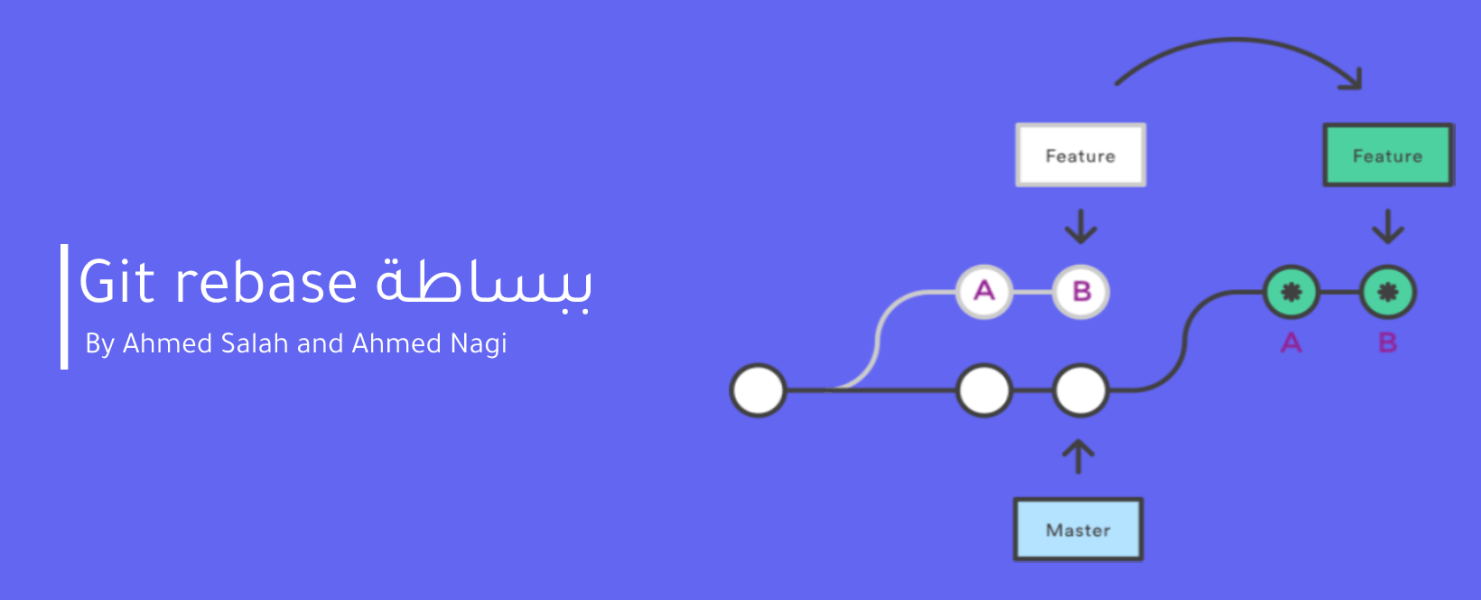 Git rebase ببساطة
By Ahmed Salah and Ahmed Nagi
Feature
Feature
A
B
*
*
A
B
Master